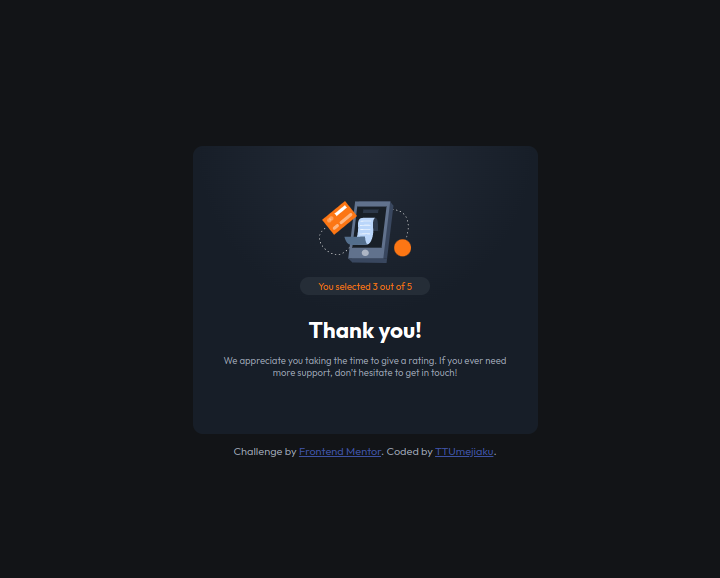 You selected 3 out of 5
Thank you!
We appreciate you taking the time to give a rating. If you ever need
more support, don't hesitate to get in touch!
Challenge by Frontend Mentor. Coded by TTUmejiaku.